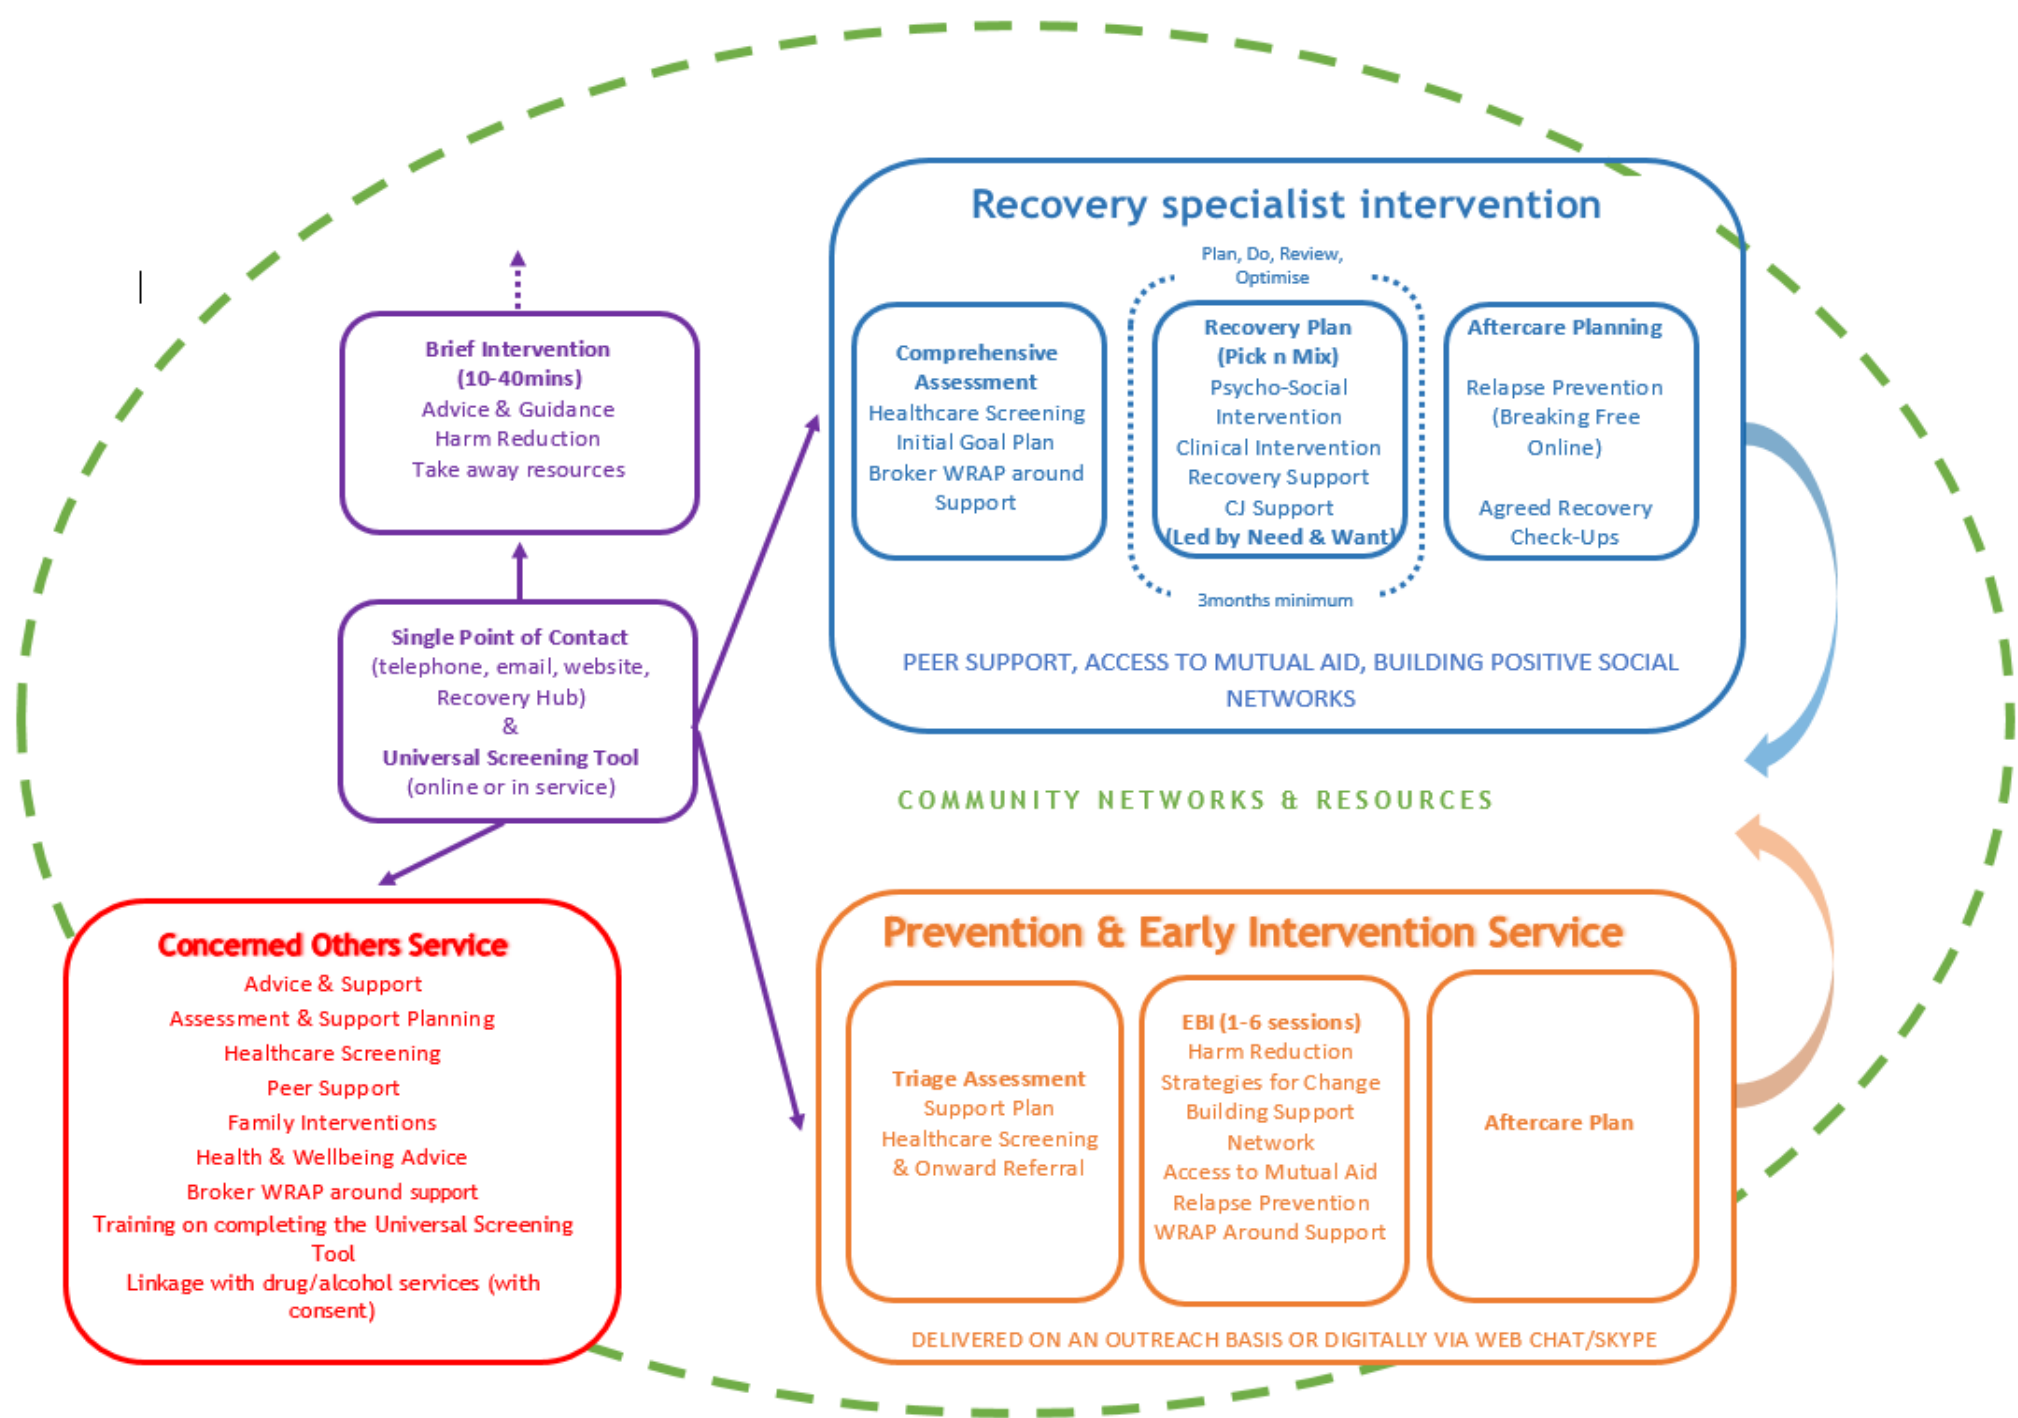 Recovery specialist intervention
Plan, Do, Review,
Optimise
Comprehensive
Assessment
Healthcare Screening
Initial Goal Plan
Broker WRAP around
Support
Recovery Plan
(Pick n Mix)
Psycho-Social
Intervention
Clinical Intervention
Recovery Support
CJ Support
(Led by Need & Want)
3months minimum
Aftercare Planning
Relapse Prevention
(Breaking Free
Online)
Agreed Recovery
Check-Ups
PEER SUPPORT, ACCESS TO MUTUAL AID, BUILDING POSITIVE SOCIAL
NETWORKS
Brief Intervention
(10-40mins)
Advice & Guidance
Harm Reduction
Take away resources
Single Point of Contact
(telephone, email, website,
Recovery Hub)
&
Universal Screening Tool
(online or in service)
COMMUNITY NETWORKS & RESOURCES
Concerned Others Service
Advice & Support
Assessment & Support Planning
Healthcare Screening
Peer Support
Family Interventions
Health & Wellbeing Advice
Broker WRAP around support
Training on completing the Universal Screening
Tool
Linkage with drug/alcohol services (with
consent)
Prevention & Early Intervention Service
Triage Assessment
Support Plan
Healthcare Screening
& Onward Referral
EBI (1-6 sessions)
Harm Reduction
Strategies for Change
Building Support
Network
Access to Mutual Aid
Relapse Prevention
WRAP Around Support
Aftercare Plan
DELIVERED ON AN OUTREACH BASIS OR DIGITALLY VIA WEB CHAT/SKYPE